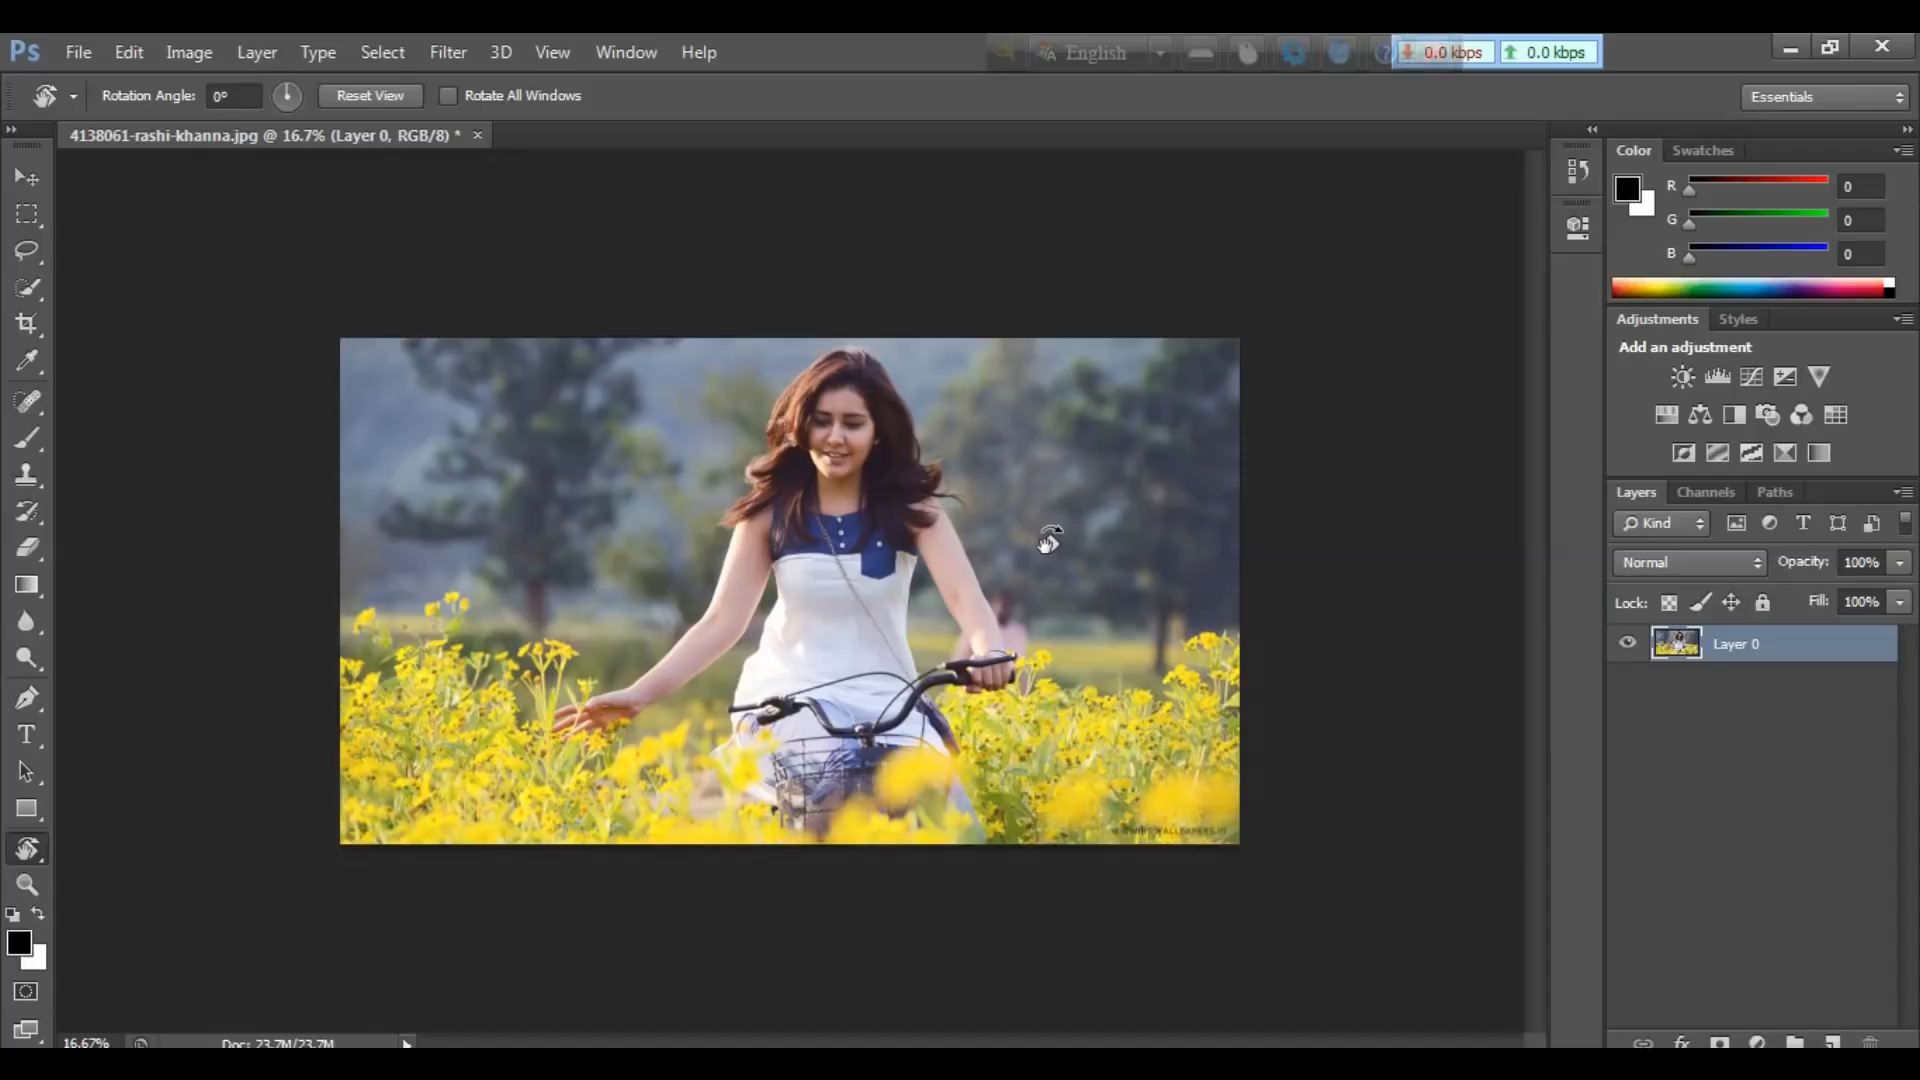 Ps File Edit Image Layer Type Select Filter 3D View Window Help English 0.0 kbps 0.0 kbps
Rotation Angle: 0° Reset View Rotate All Windows Essentials
4138061-rashi-khanna.jpg @ 16.7% (Layer 0, RGB/8) * ×
Color Swatches
R 0
G 0
B 0
Adjustments Styles
Add an adjustment
Layers Channels Paths
Kind
Normal Opacity: 100%
Lock: Fill: 100%
Layer 0
16.67% Doc: 23.7M/23.7M